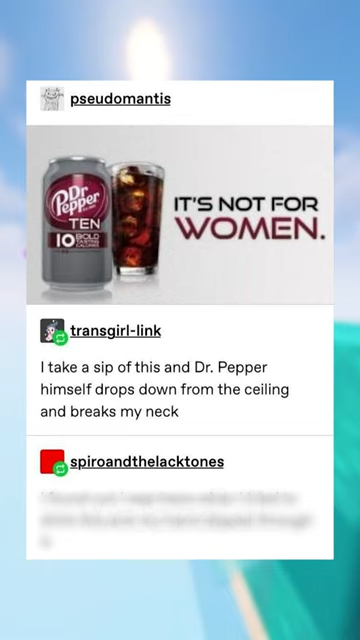 pseudomantis
Dr
Pepper
TEN
10 BOLD
TASTING
CALORIES
IT'S NOT FOR
WOMEN.
transgirl-link
I take a sip of this and Dr. Pepper
himself drops down from the ceiling
and breaks my neck
spiroandthelacktones